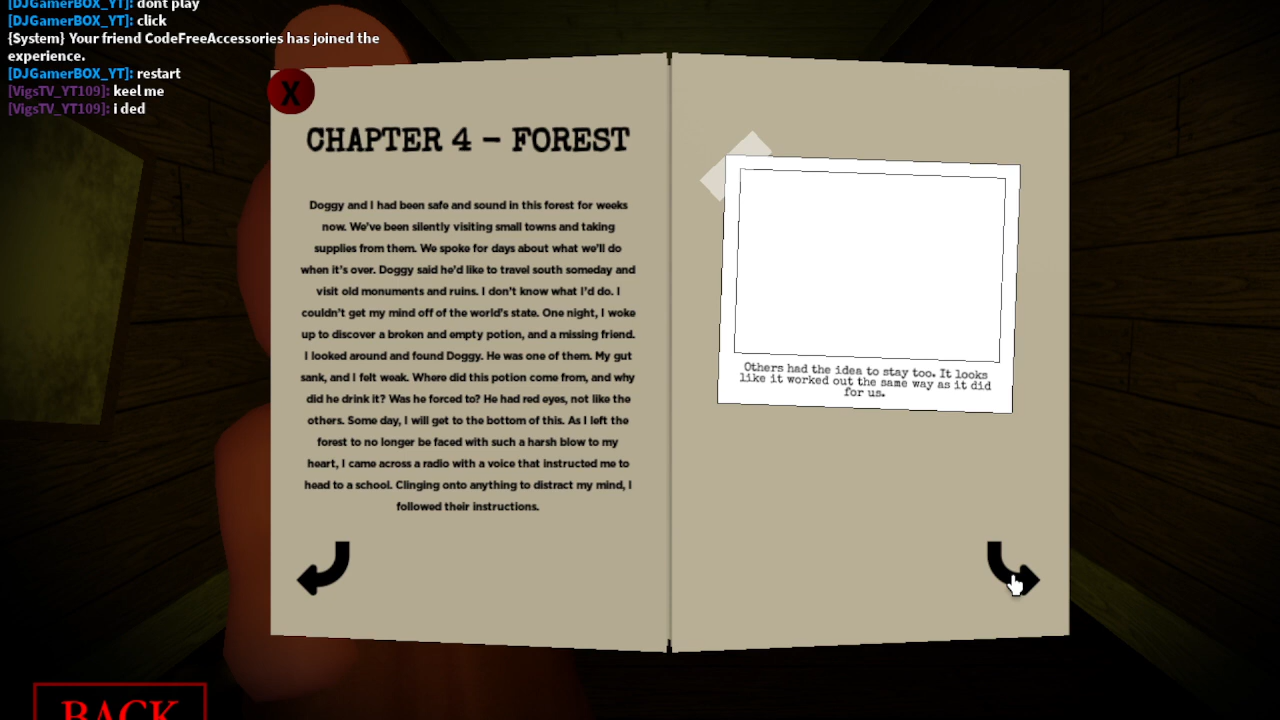 [DJGamerBOX_YT]: dont play
[DJGamerBOX_YT]: click
{System} Your friend CodeFreeAccessories has joined the
experience.
[DJGamerBOX_YT]: restart
[VigsTV_YT109]: keel me
[VigsTV_YT109]: i ded
X
CHAPTER 4 - FOREST
Doggy and I had been safe and sound in this forest for weeks
now. We've been silently visiting small towns and taking
supplies from them. We spoke for days about what we'll do
when it's over. Doggy said he'd like to travel south someday and
visit old monuments and ruins. I don't know what I'd do. I
couldn't get my mind off of the world's state. One night, I woke
up to discover a broken and empty potion, and a missing friend.
I looked around and found Doggy. He was one of them. My gut
sank, and I felt weak. Where did this potion come from, and why
did he drink it? Was he forced to? He had red eyes, not like the
others. Some day, I will get to the bottom of this. As I left the
forest to no longer be faced with such a harsh blow to my
heart, I came across a radio with a voice that instructed me to
head to a school. Clinging onto anything to distract my mind, I
followed their instructions.
Others had the idea to stay too. It looks
like it worked out the same way as it did
for us.
BACK